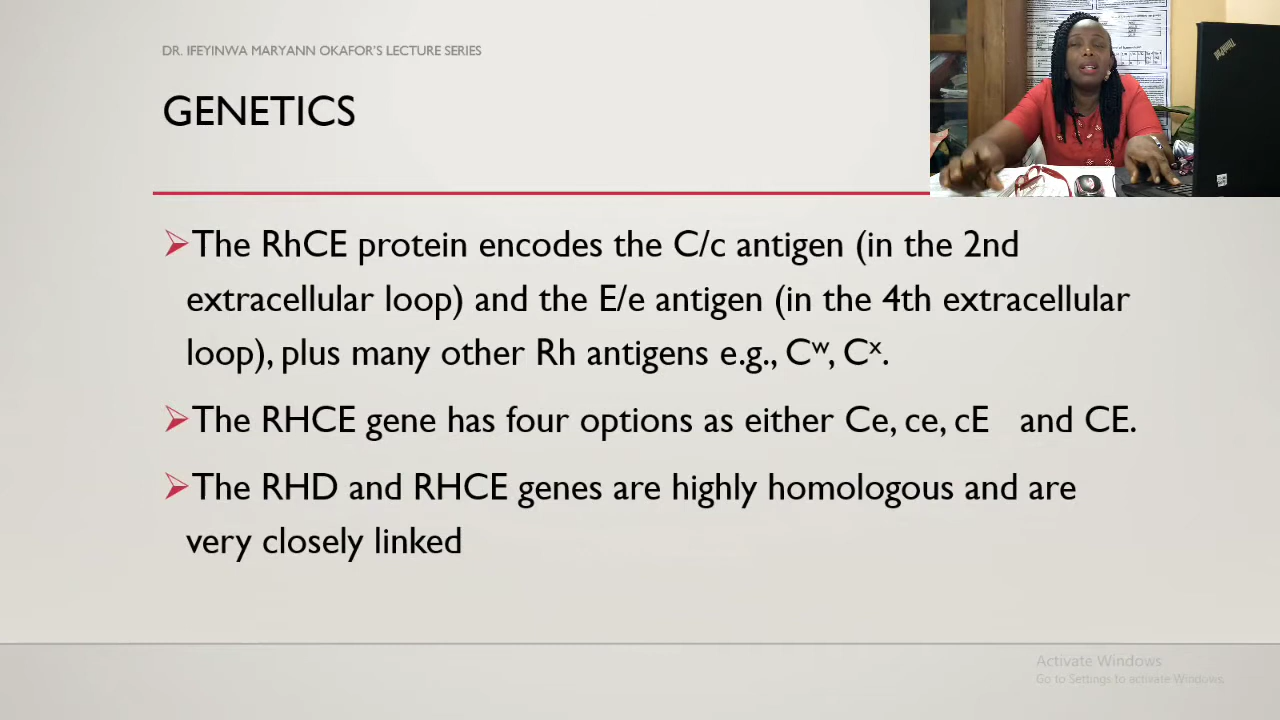 DR. IFEYINWA MARYANN OKAFOR'S LECTURE SERIES
GENETICS
➢The RhCE protein encodes the C/c antigen (in the 2nd
extracellular loop) and the E/e antigen (in the 4th extracellular
loop), plus many other Rh antigens e.g., Cʷ, Cˣ.
➢The RHCE gene has four options as either Ce, ce, cE and CE.
➢The RHD and RHCE genes are highly homologous and are
very closely linked
Activate Windows
Go to Settings to activate Windows.